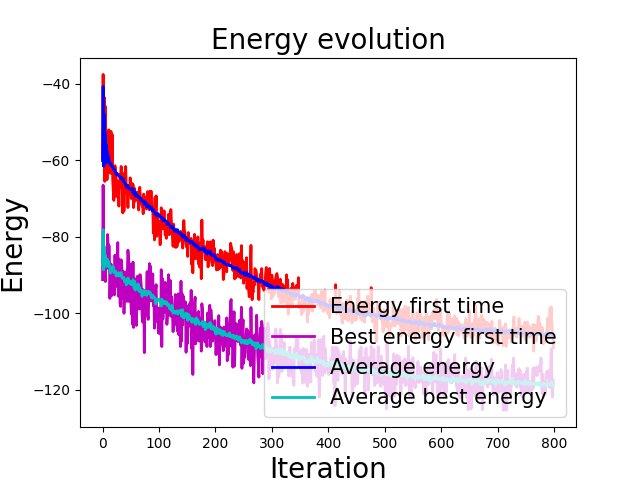 Energy evolution
Energy
−40
−60
−80
−100
−120
Energy first time
Best energy first time
Average energy
Average best energy
0 100 200 300 400 500 600 700 800
Iteration